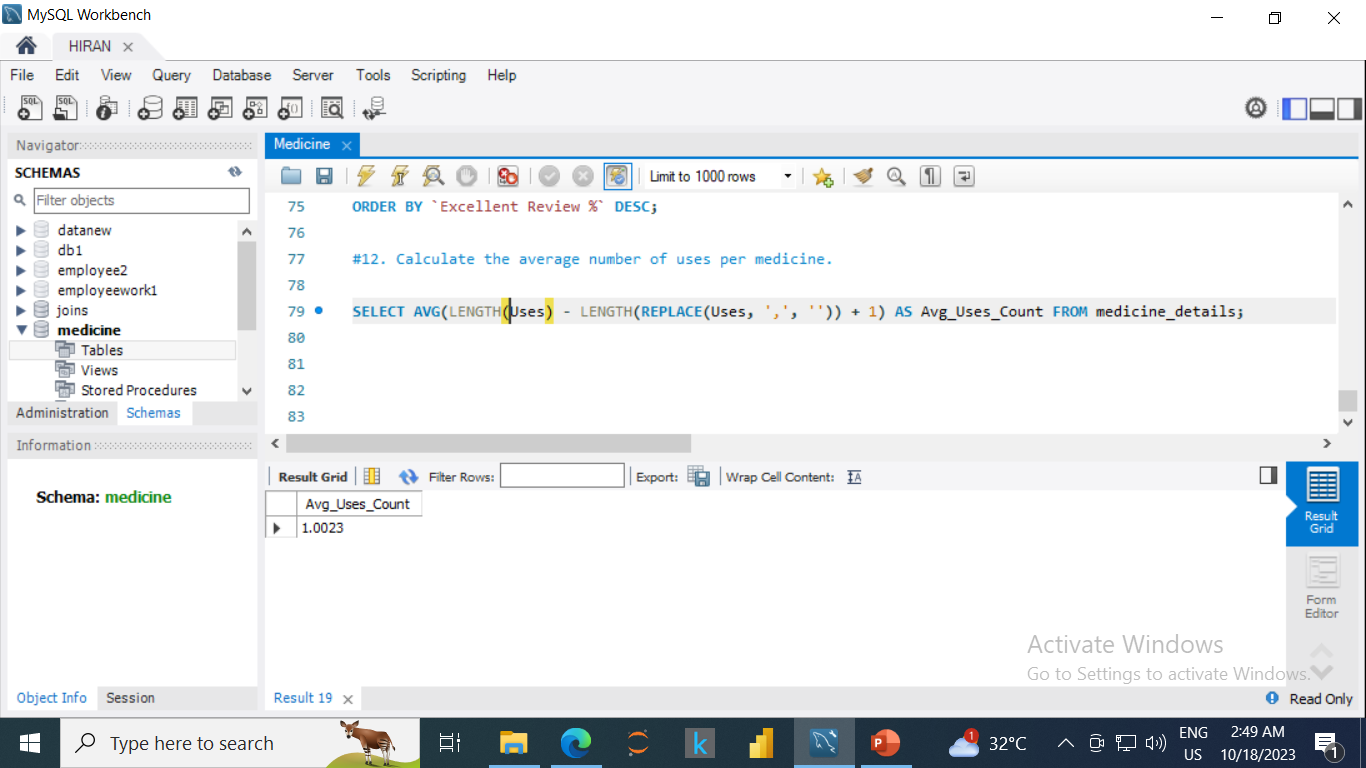 MySQL Workbench
HIRAN
File Edit View Query Database Server Tools Scripting Help
Navigator
SCHEMAS
Filter objects
datanew
db1
employee2
employeework1
joins
medicine
Tables
Views
Stored Procedures
Administration Schemas
Information
Schema: medicine
Object Info Session
Medicine
Limit to 1000 rows
75 ORDER BY `Excellent Review %` DESC;
76
77 #12. Calculate the average number of uses per medicine.
78
79 SELECT AVG(LENGTH(Uses) - LENGTH(REPLACE(Uses, ',', '')) + 1) AS Avg_Uses_Count FROM medicine_details;
80
81
82
83
Result Grid Filter Rows: Export: Wrap Cell Content:
Avg_Uses_Count
1.0023
Result Grid
Form Editor
Activate Windows
Go to Settings to activate Windows.
Result 19
Read Only
Type here to search
32°C
ENG
US
2:49 AM
10/18/2023
1
1